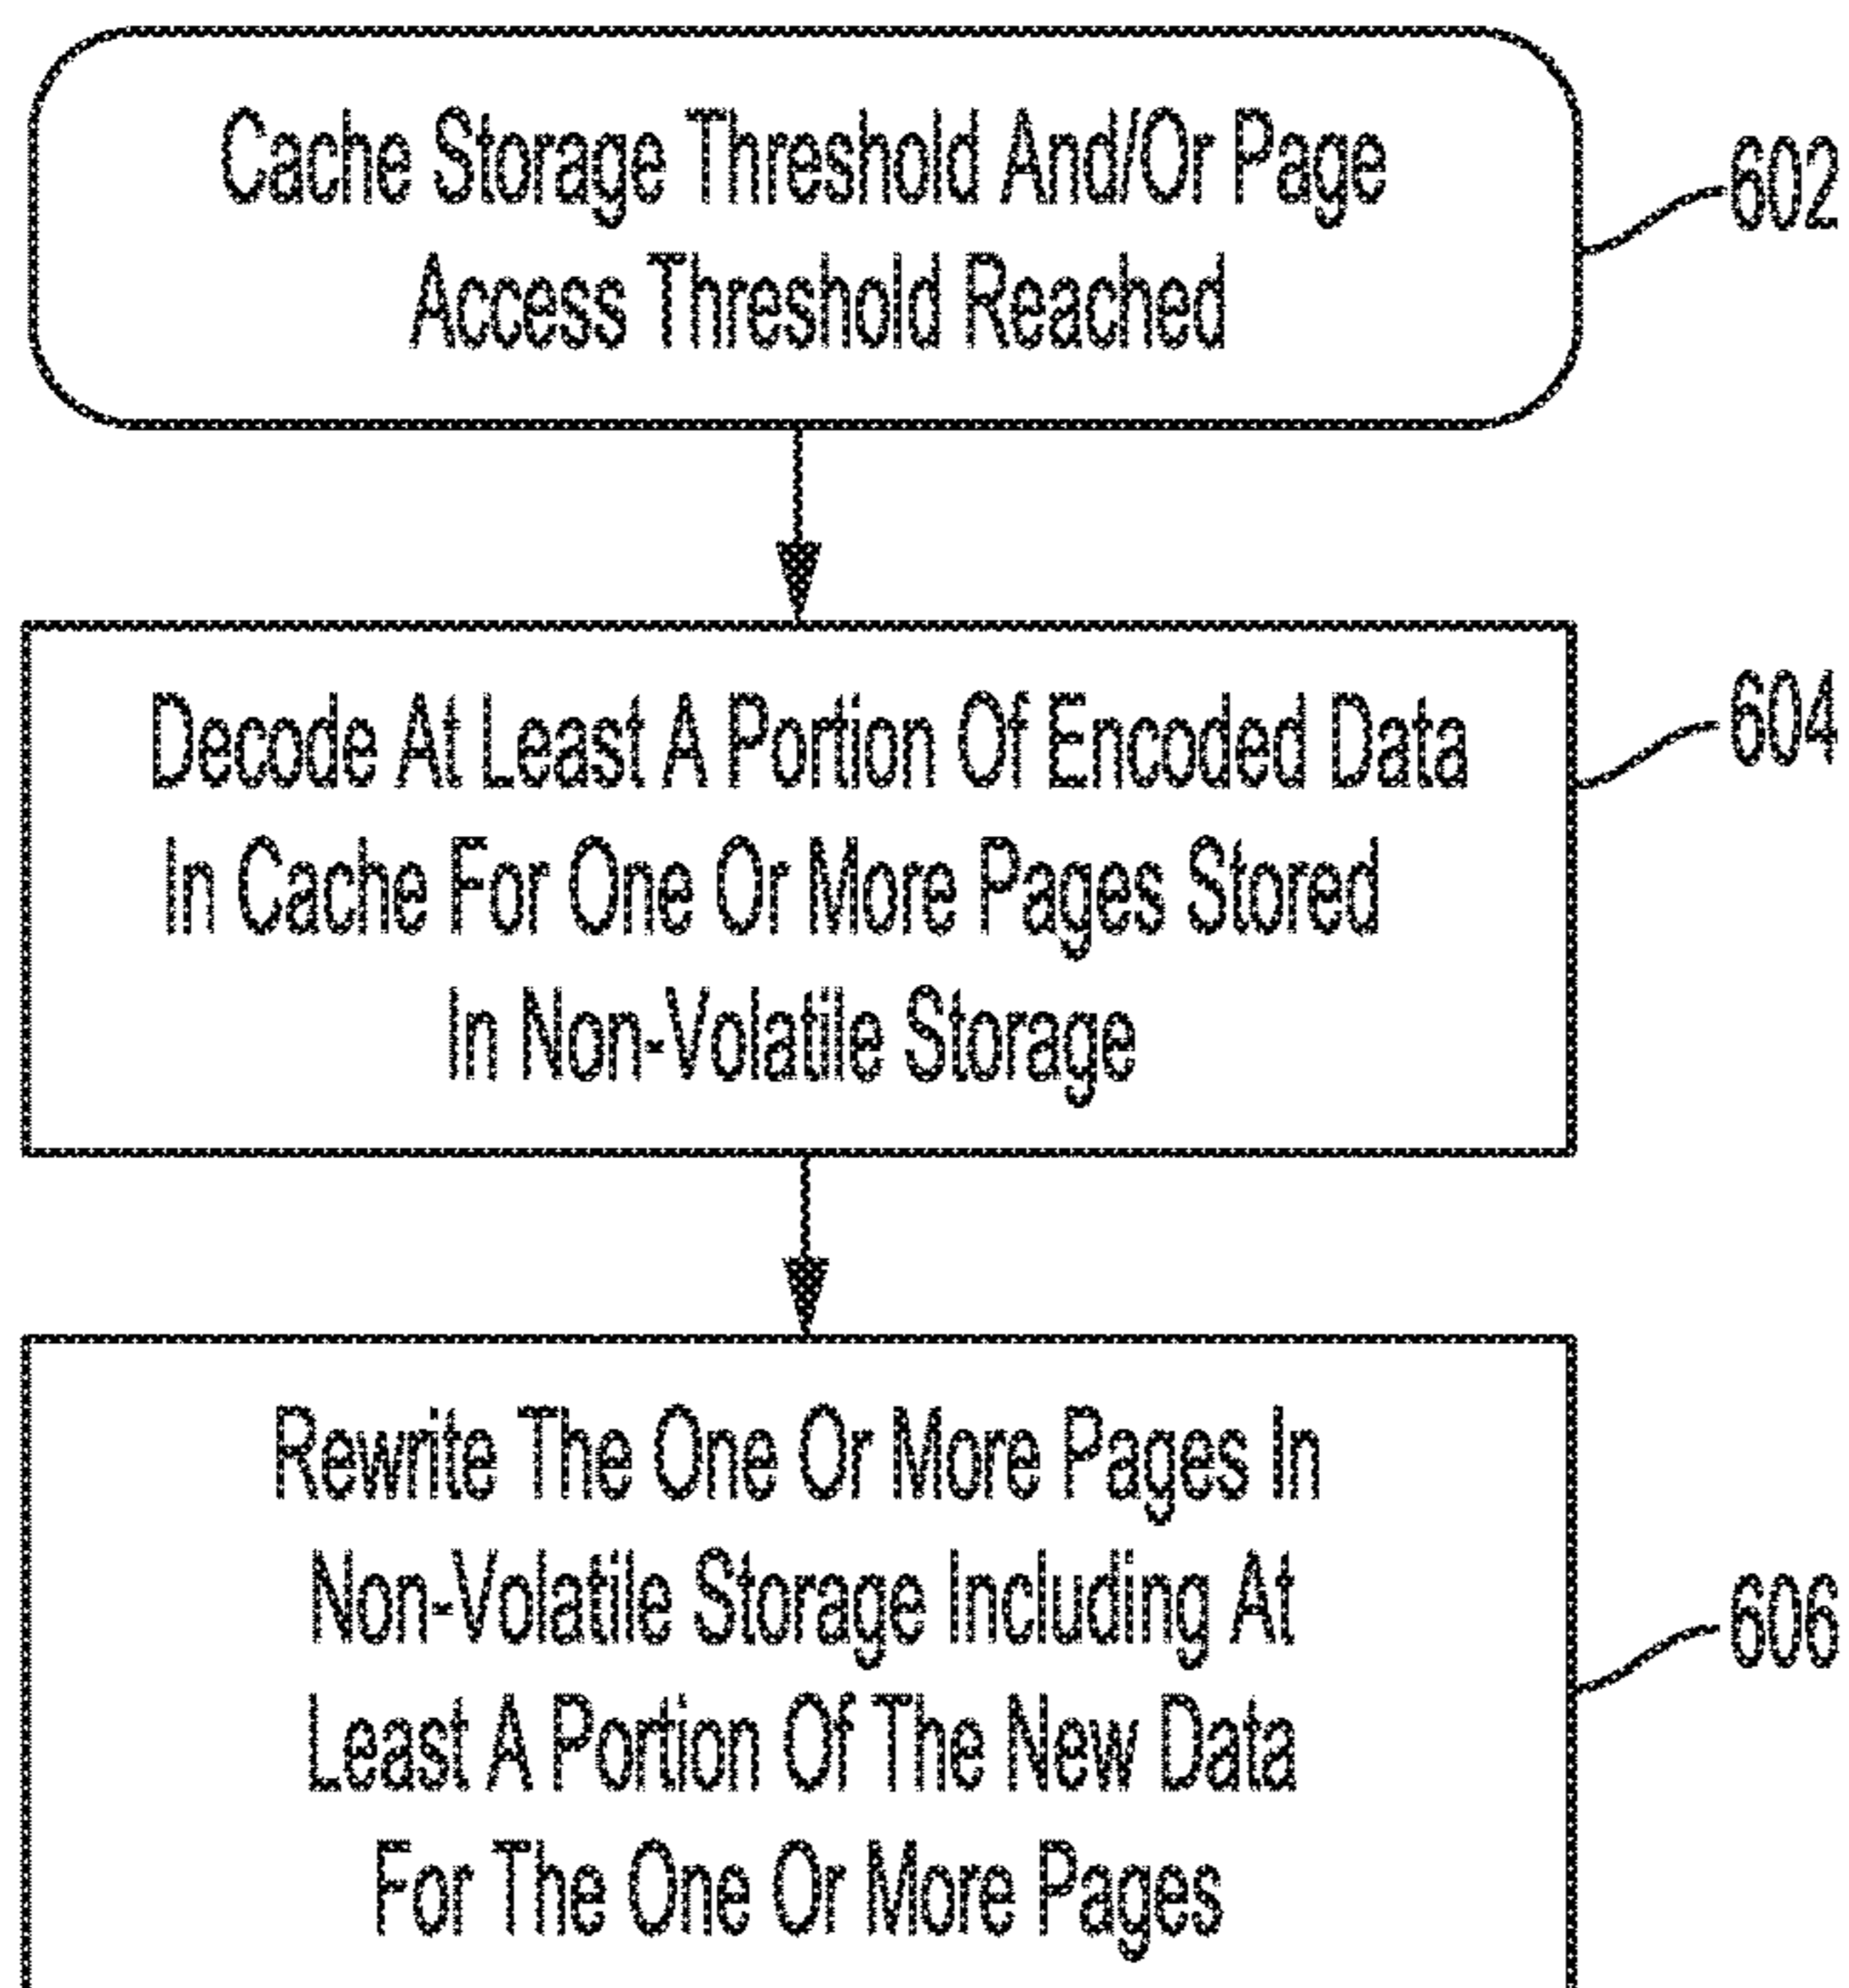 Cache Storage Threshold And/Or Page
Access Threshold Reached
602
Decode At Least A Portion Of Encoded Data
In Cache For One Or More Pages Stored
In Non-Volatile Storage
604
Rewrite The One Or More Pages In
Non-Volatile Storage Including At
Least A Portion Of The New Data
For The One Or More Pages
606